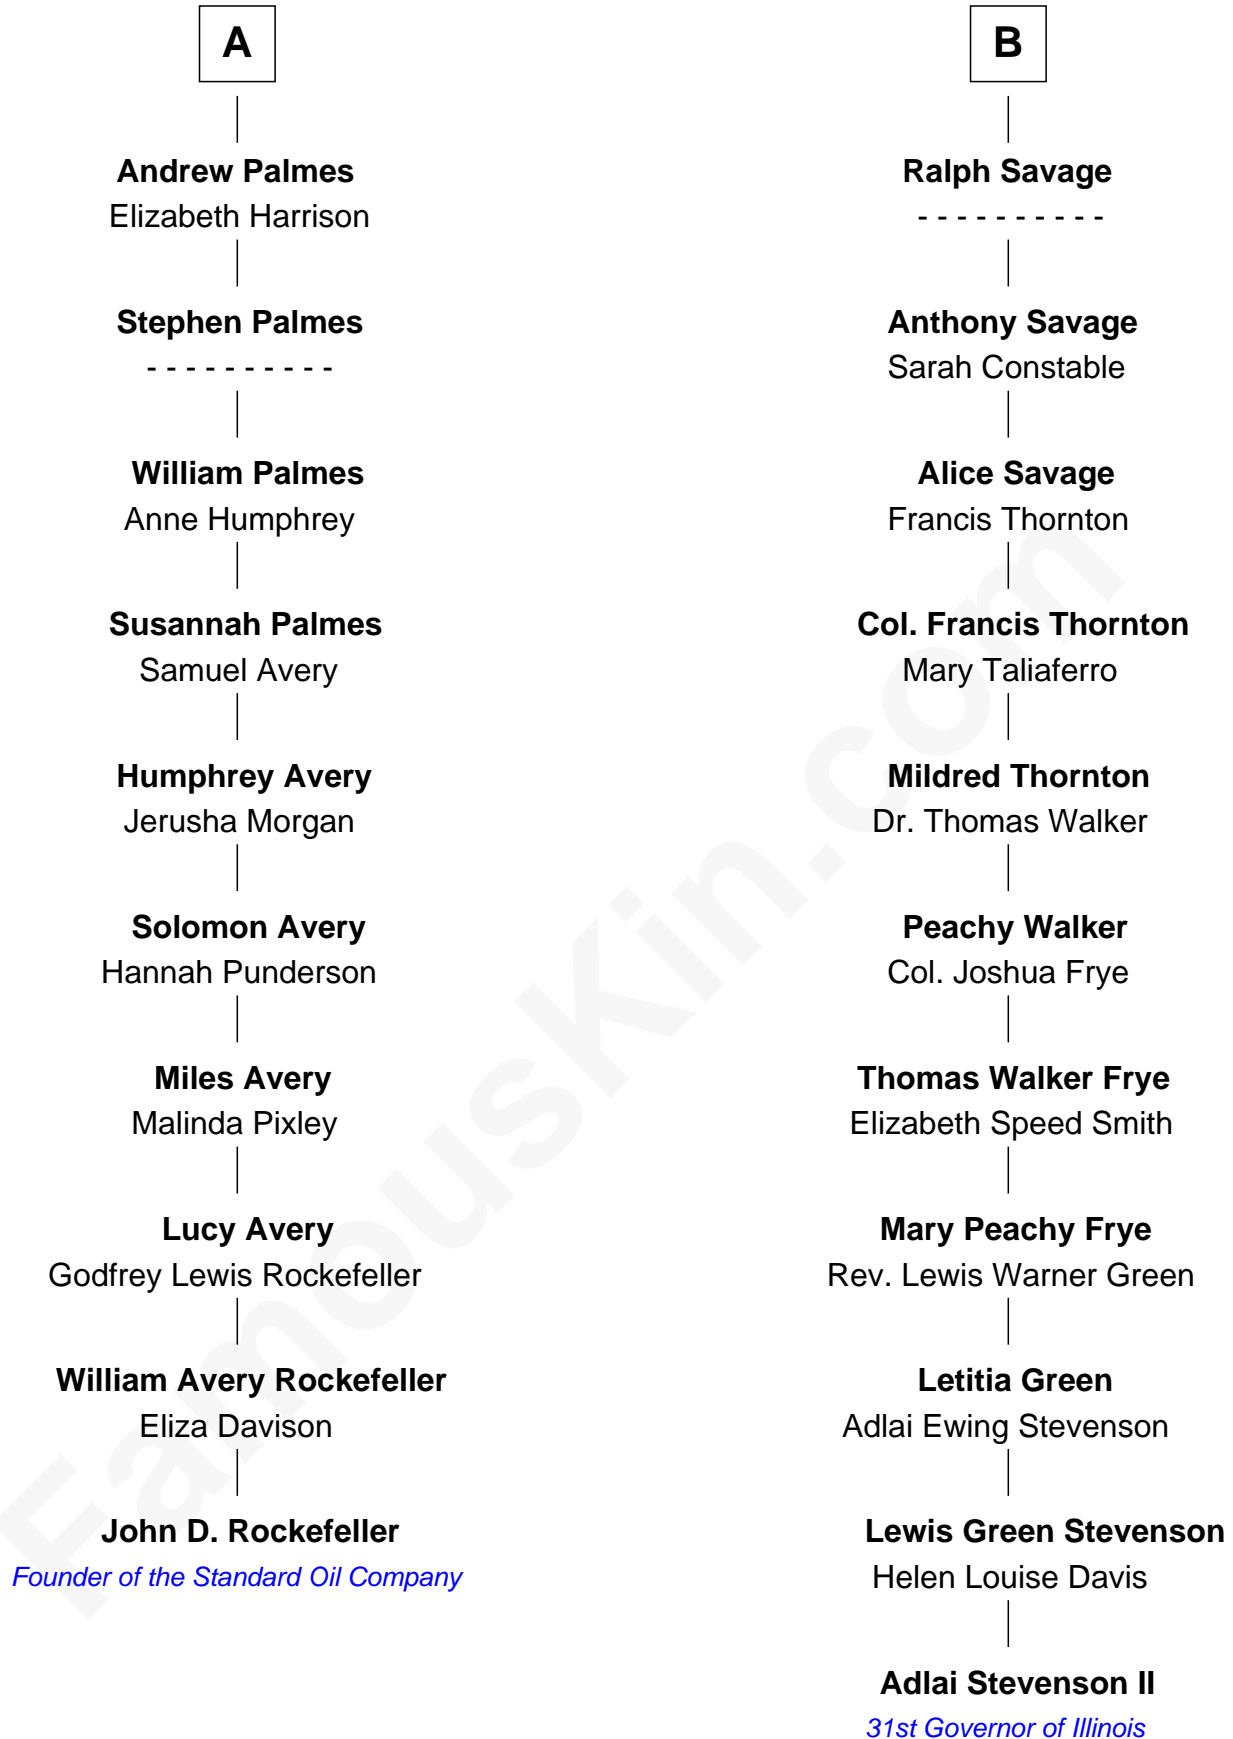 A
Andrew Palmes
Elizabeth Harrison
Stephen Palmes
- - - - - - - - - -
William Palmes
Anne Humphrey
Susannah Palmes
Samuel Avery
Humphrey Avery
Jerusha Morgan
Solomon Avery
Hannah Punderson
Miles Avery
Malinda Pixley
Lucy Avery
Godfrey Lewis Rockefeller
William Avery Rockefeller
Eliza Davison
John D. Rockefeller
Founder of the Standard Oil Company
B
Ralph Savage
- - - - - - - - - -
Anthony Savage
Sarah Constable
Alice Savage
Francis Thornton
Col. Francis Thornton
Mary Taliaferro
Mildred Thornton
Dr. Thomas Walker
Peachy Walker
Col. Joshua Frye
Thomas Walker Frye
Elizabeth Speed Smith
Mary Peachy Frye
Rev. Lewis Warner Green
Letitia Green
Adlai Ewing Stevenson
Lewis Green Stevenson
Helen Louise Davis
Adlai Stevenson II
31st Governor of Illinois
FamousKin.com